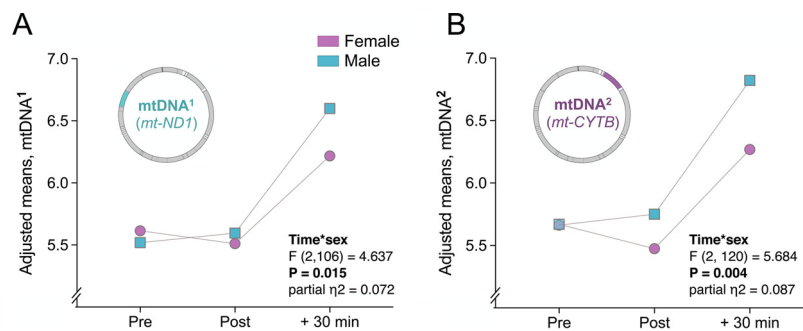 A
Female
Male
mtDNA¹
(mt-ND1)
Adjusted means, mtDNA¹
7.0
6.5
6.0
5.5
Time*sex
F (2,106) = 4.637
P = 0.015
partial η2 = 0.072
Pre
Post
+ 30 min
B
mtDNA²
(mt-CYTB)
Adjusted means, mtDNA²
7.0
6.5
6.0
5.5
Time*sex
F (2, 120) = 5.684
P = 0.004
partial η2 = 0.087
Pre
Post
+ 30 min